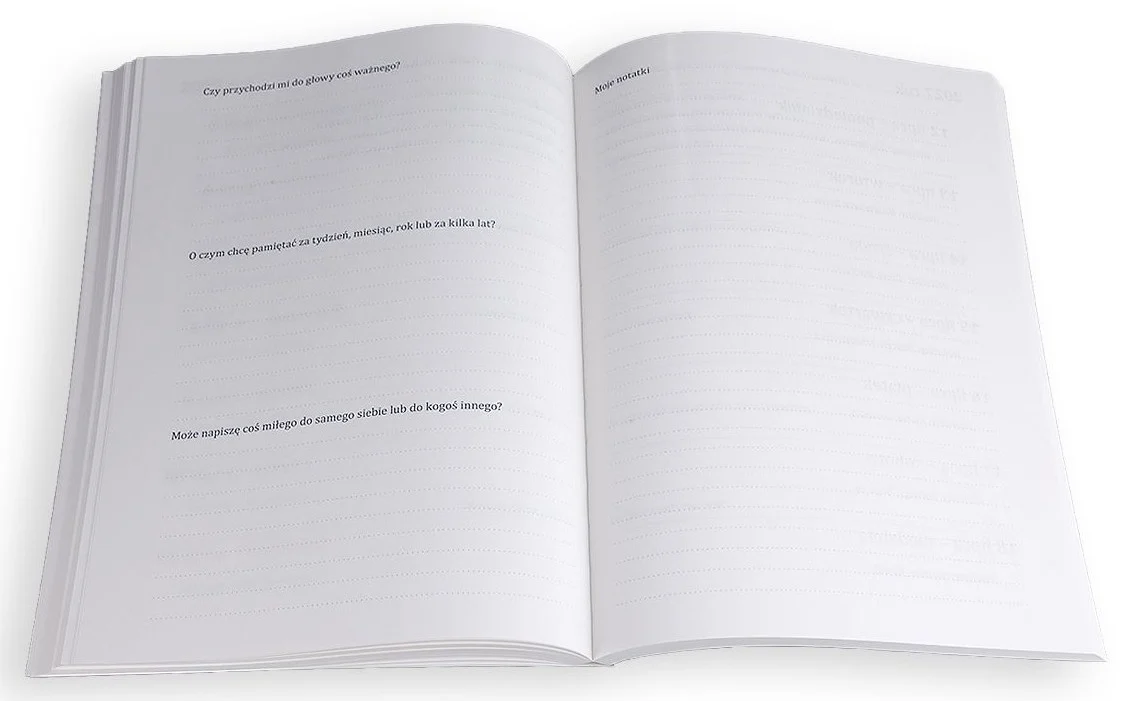 Czy przychodzi mi do głowy coś ważnego?
O czym chcę pamiętać za tydzień, miesiąc, rok lub za kilka lat?
Może napiszę coś miłego do samego siebie lub do kogoś innego?
Moje notatki